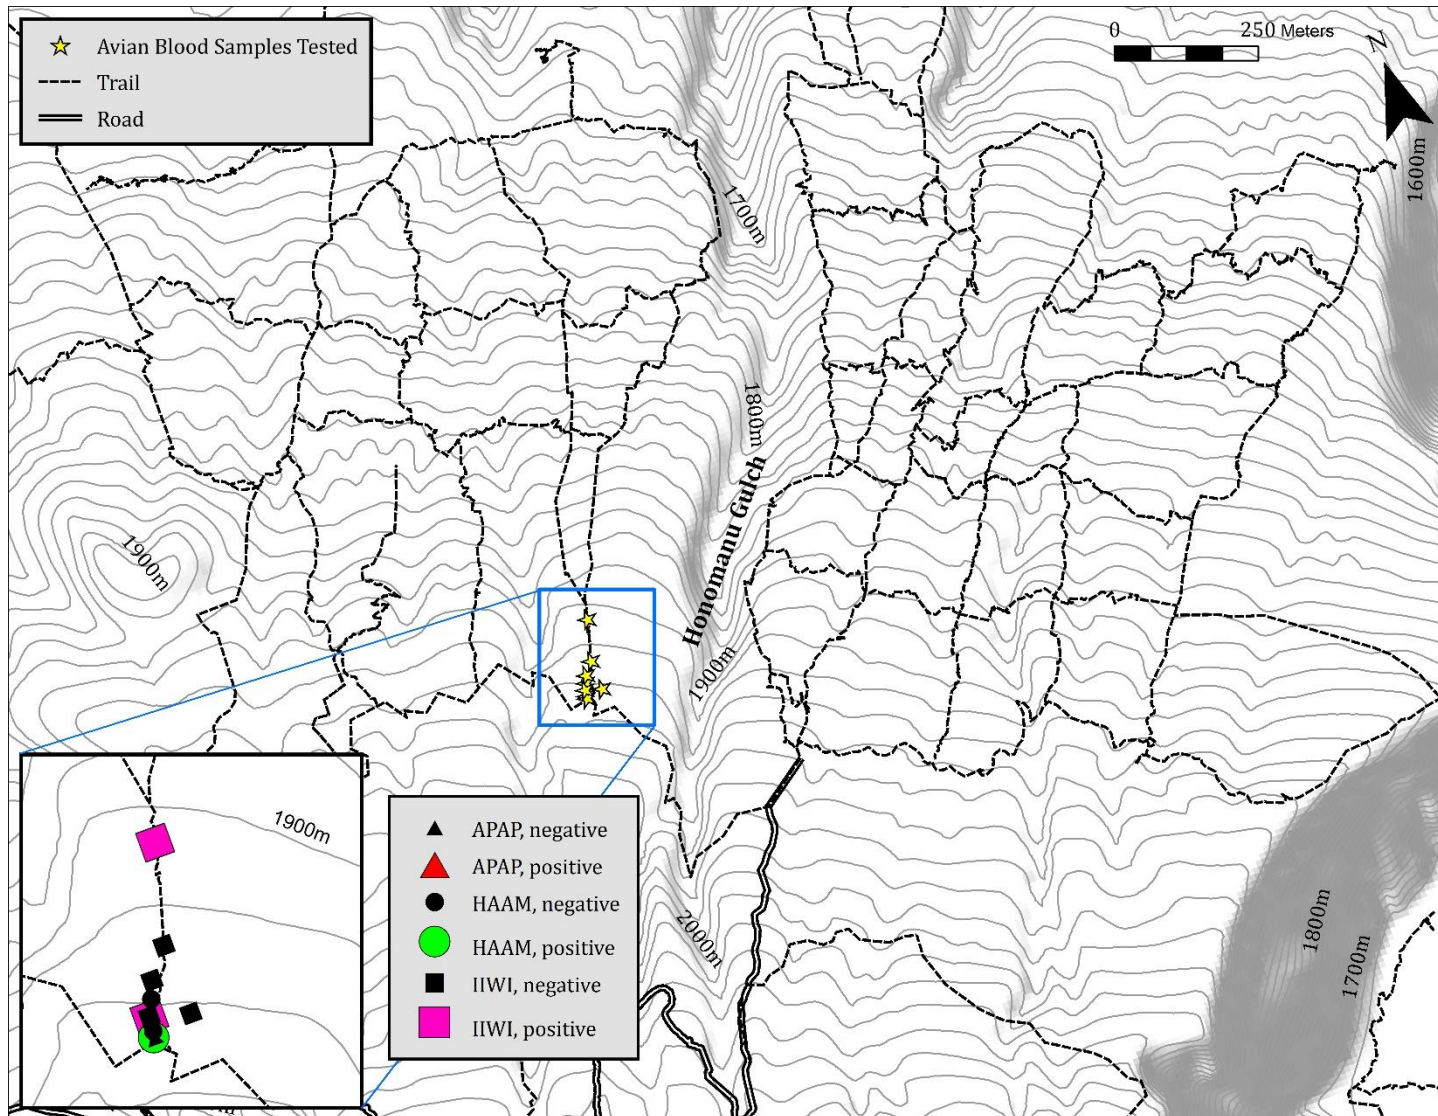 Avian Blood Samples Tested
Trail
Road
0 250 Meters
N
1600m
1700m
1800m
Honomanu Gulch
1900m
1900m
1900m
APAP, negative
APAP, positive
HAAM, negative
HAAM, positive
IIWI, negative
IIWI, positive
2000m
1800m
1700m